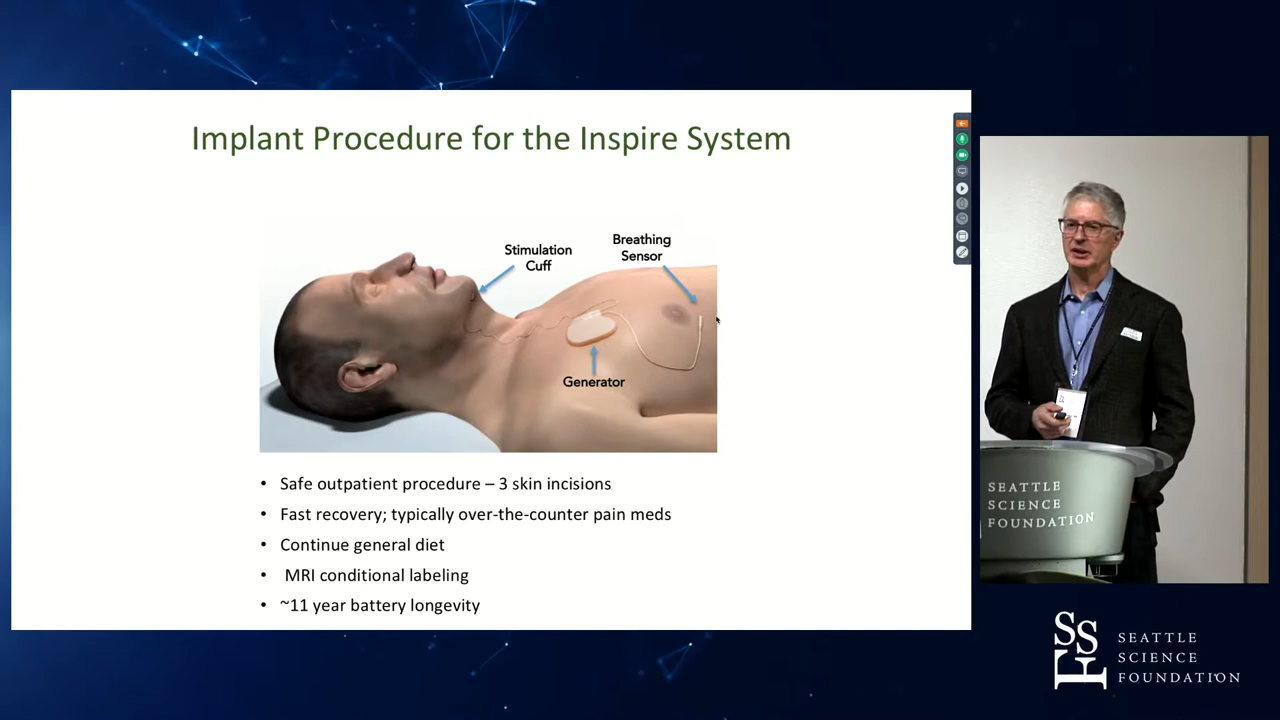 Implant Procedure for the Inspire System
Stimulation
Cuff
Breathing
Sensor
Generator
• Safe outpatient procedure – 3 skin incisions
• Fast recovery; typically over-the-counter pain meds
• Continue general diet
• MRI conditional labeling
• ~11 year battery longevity
SEATTLE
SCIENCE
FOUNDATION
SSF
SEATTLE
SCIENCE
FOUNDATION